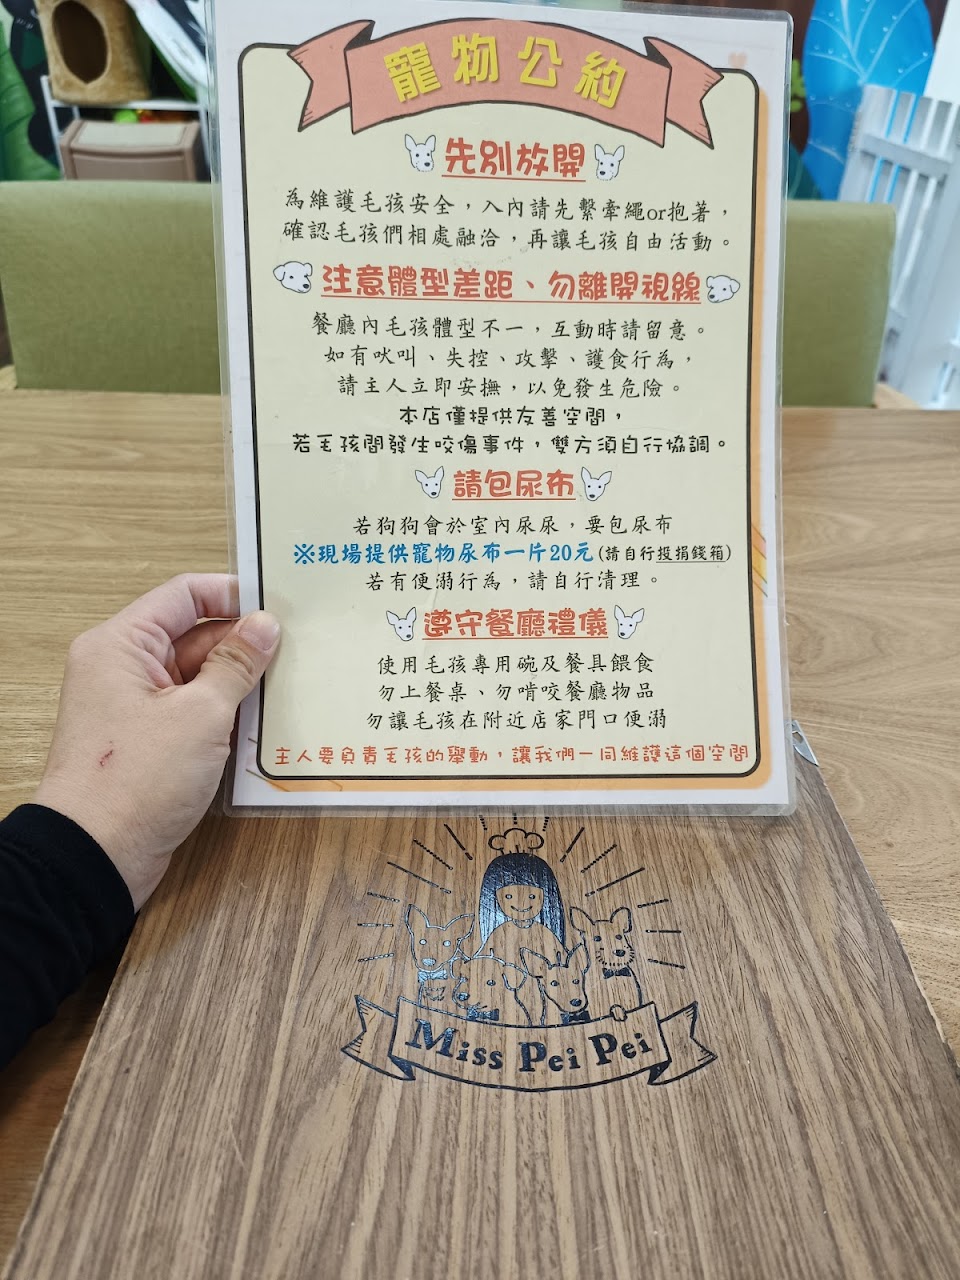 寵物公約
先別放開
為維護毛孩安全，入內請先繫牽繩or抱著，
確認毛孩們相處融洽，再讓毛孩自由活動。
注意體型差距、勿離開視線
餐廳內毛孩體型不一，互動時請留意。
如有吠叫、失控、攻擊、護食行為，
請主人立即安撫，以免發生危險。
本店僅提供友善空間，
若毛孩間發生咬傷事件，雙方須自行協調。
請包尿布
若狗狗會於室內尿尿，要包尿布
※現場提供寵物尿布一片20元(請自行投捐錢箱)
若有便溺行為，請自行清理。
遵守餐廳禮儀
使用毛孩專用碗及餐具餵食
勿上餐桌、勿啃咬餐廳物品
勿讓毛孩在附近店家門口便溺
主人要負責毛孩的舉動，讓我們一同維護這個空間
Miss Pei Pei